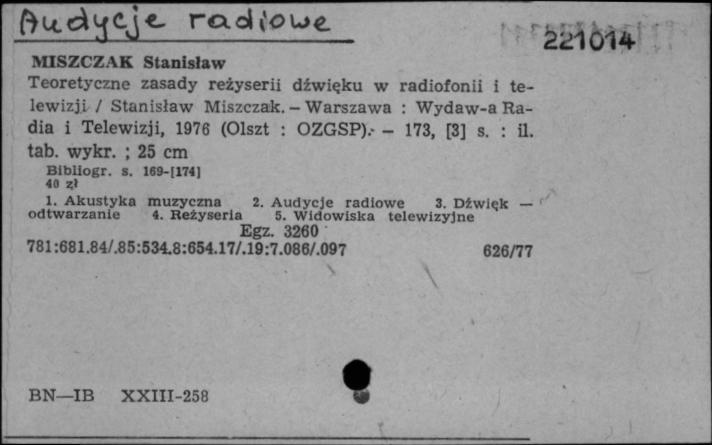 Audycje radiowe
221014
MISZCZAK Stanisław
Teoretyczne zasady reżyserii dźwięku w radiofonii i te-
lewizji / Stanisław Miszczak. – Warszawa : Wydaw-a Ra-
dia i Telewizji, 1976 (Olszt : OZGSP). – 173, [3] s. : il.
tab. wykr. ; 25 cm
Bibliogr. s. 169-[174]
40 zł
1. Akustyka muzyczna 2. Audycje radiowe 3. Dźwięk —
odtwarzanie 4. Reżyseria 5. Widowiska telewizyjne
Egz. 3260
781:681.84/.85:534.8:654.17/.19:7.086/.097 626/77
BN—IB XXIII-258